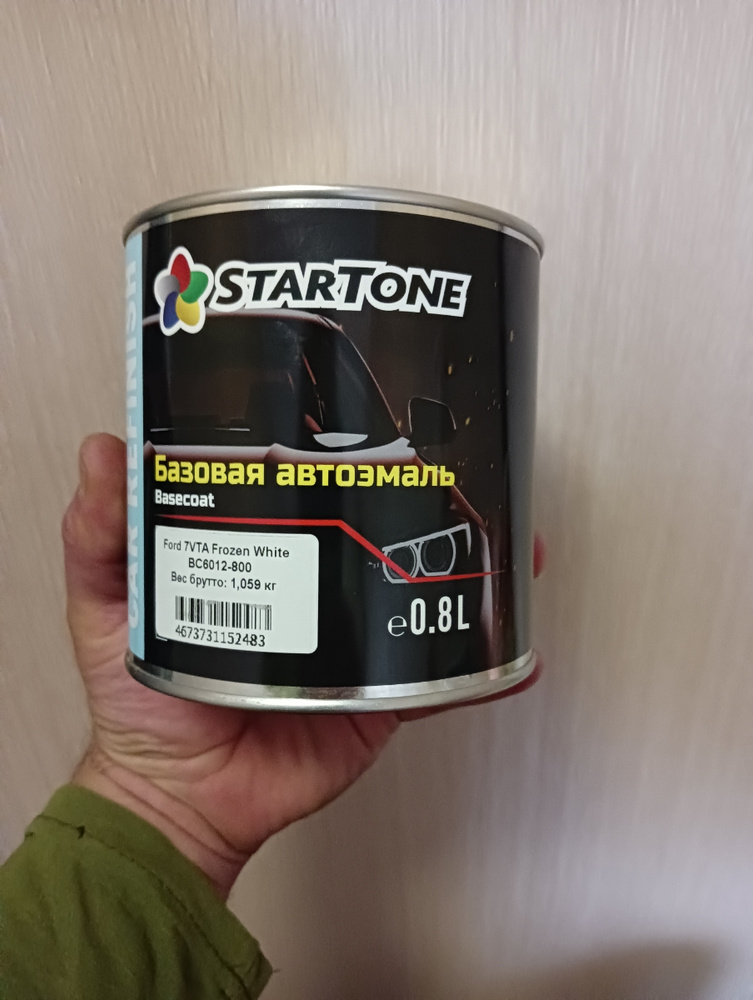 STARTONE
CAR REFINISH
Базовая автоэмаль
Basecoat
Ford 7VTA Frozen White
BC6012-800
Вес брутто: 1,059 кг
4673731152483
℮0.8L